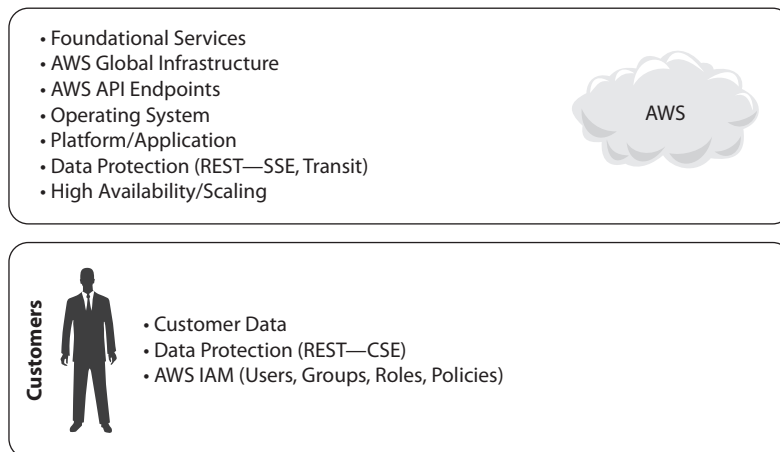 • Foundational Services
• AWS Global Infrastructure
• AWS API Endpoints
• Operating System
• Platform/Application
• Data Protection (REST—SSE, Transit)
• High Availability/Scaling
AWS
Customers
• Customer Data
• Data Protection (REST—CSE)
• AWS IAM (Users, Groups, Roles, Policies)